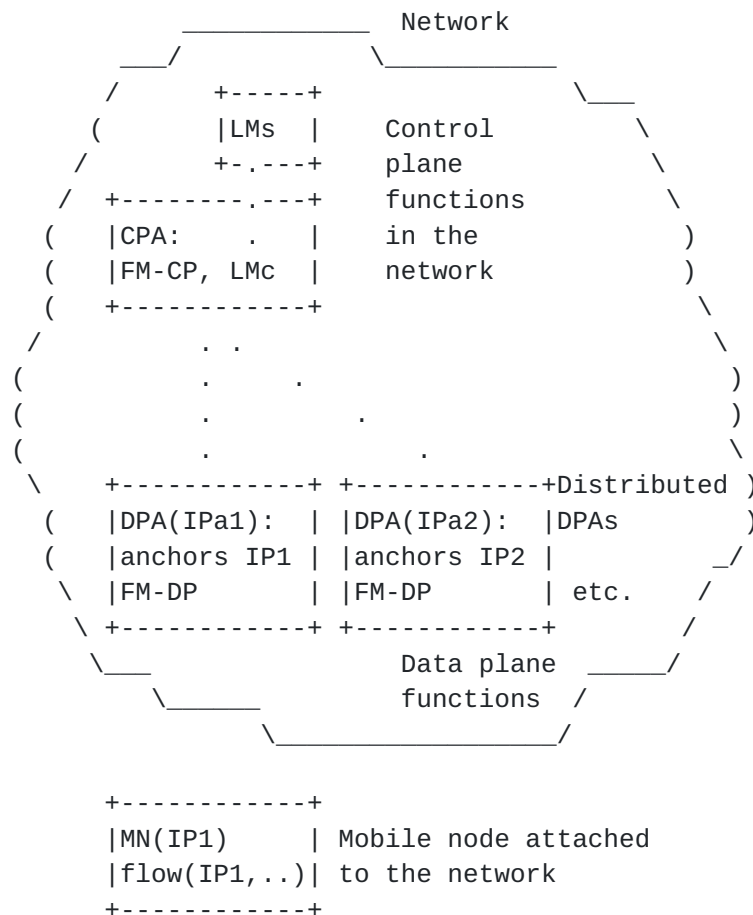 Network
+-----+
|LMs | Control
+-.---+ plane
+--------.---+ functions
|CPA: . | in the
|FM-CP, LMc | network
+------------+
+------------+ +------------+Distributed
|DPA(IPa1): | |DPA(IPa2): |DPAs
|anchors IP1 | |anchors IP2 |
|FM-DP | |FM-DP | etc.
+------------+ +------------+
Data plane
functions
+------------+
|MN(IP1) | Mobile node attached
|flow(IP1,..)| to the network
+------------+